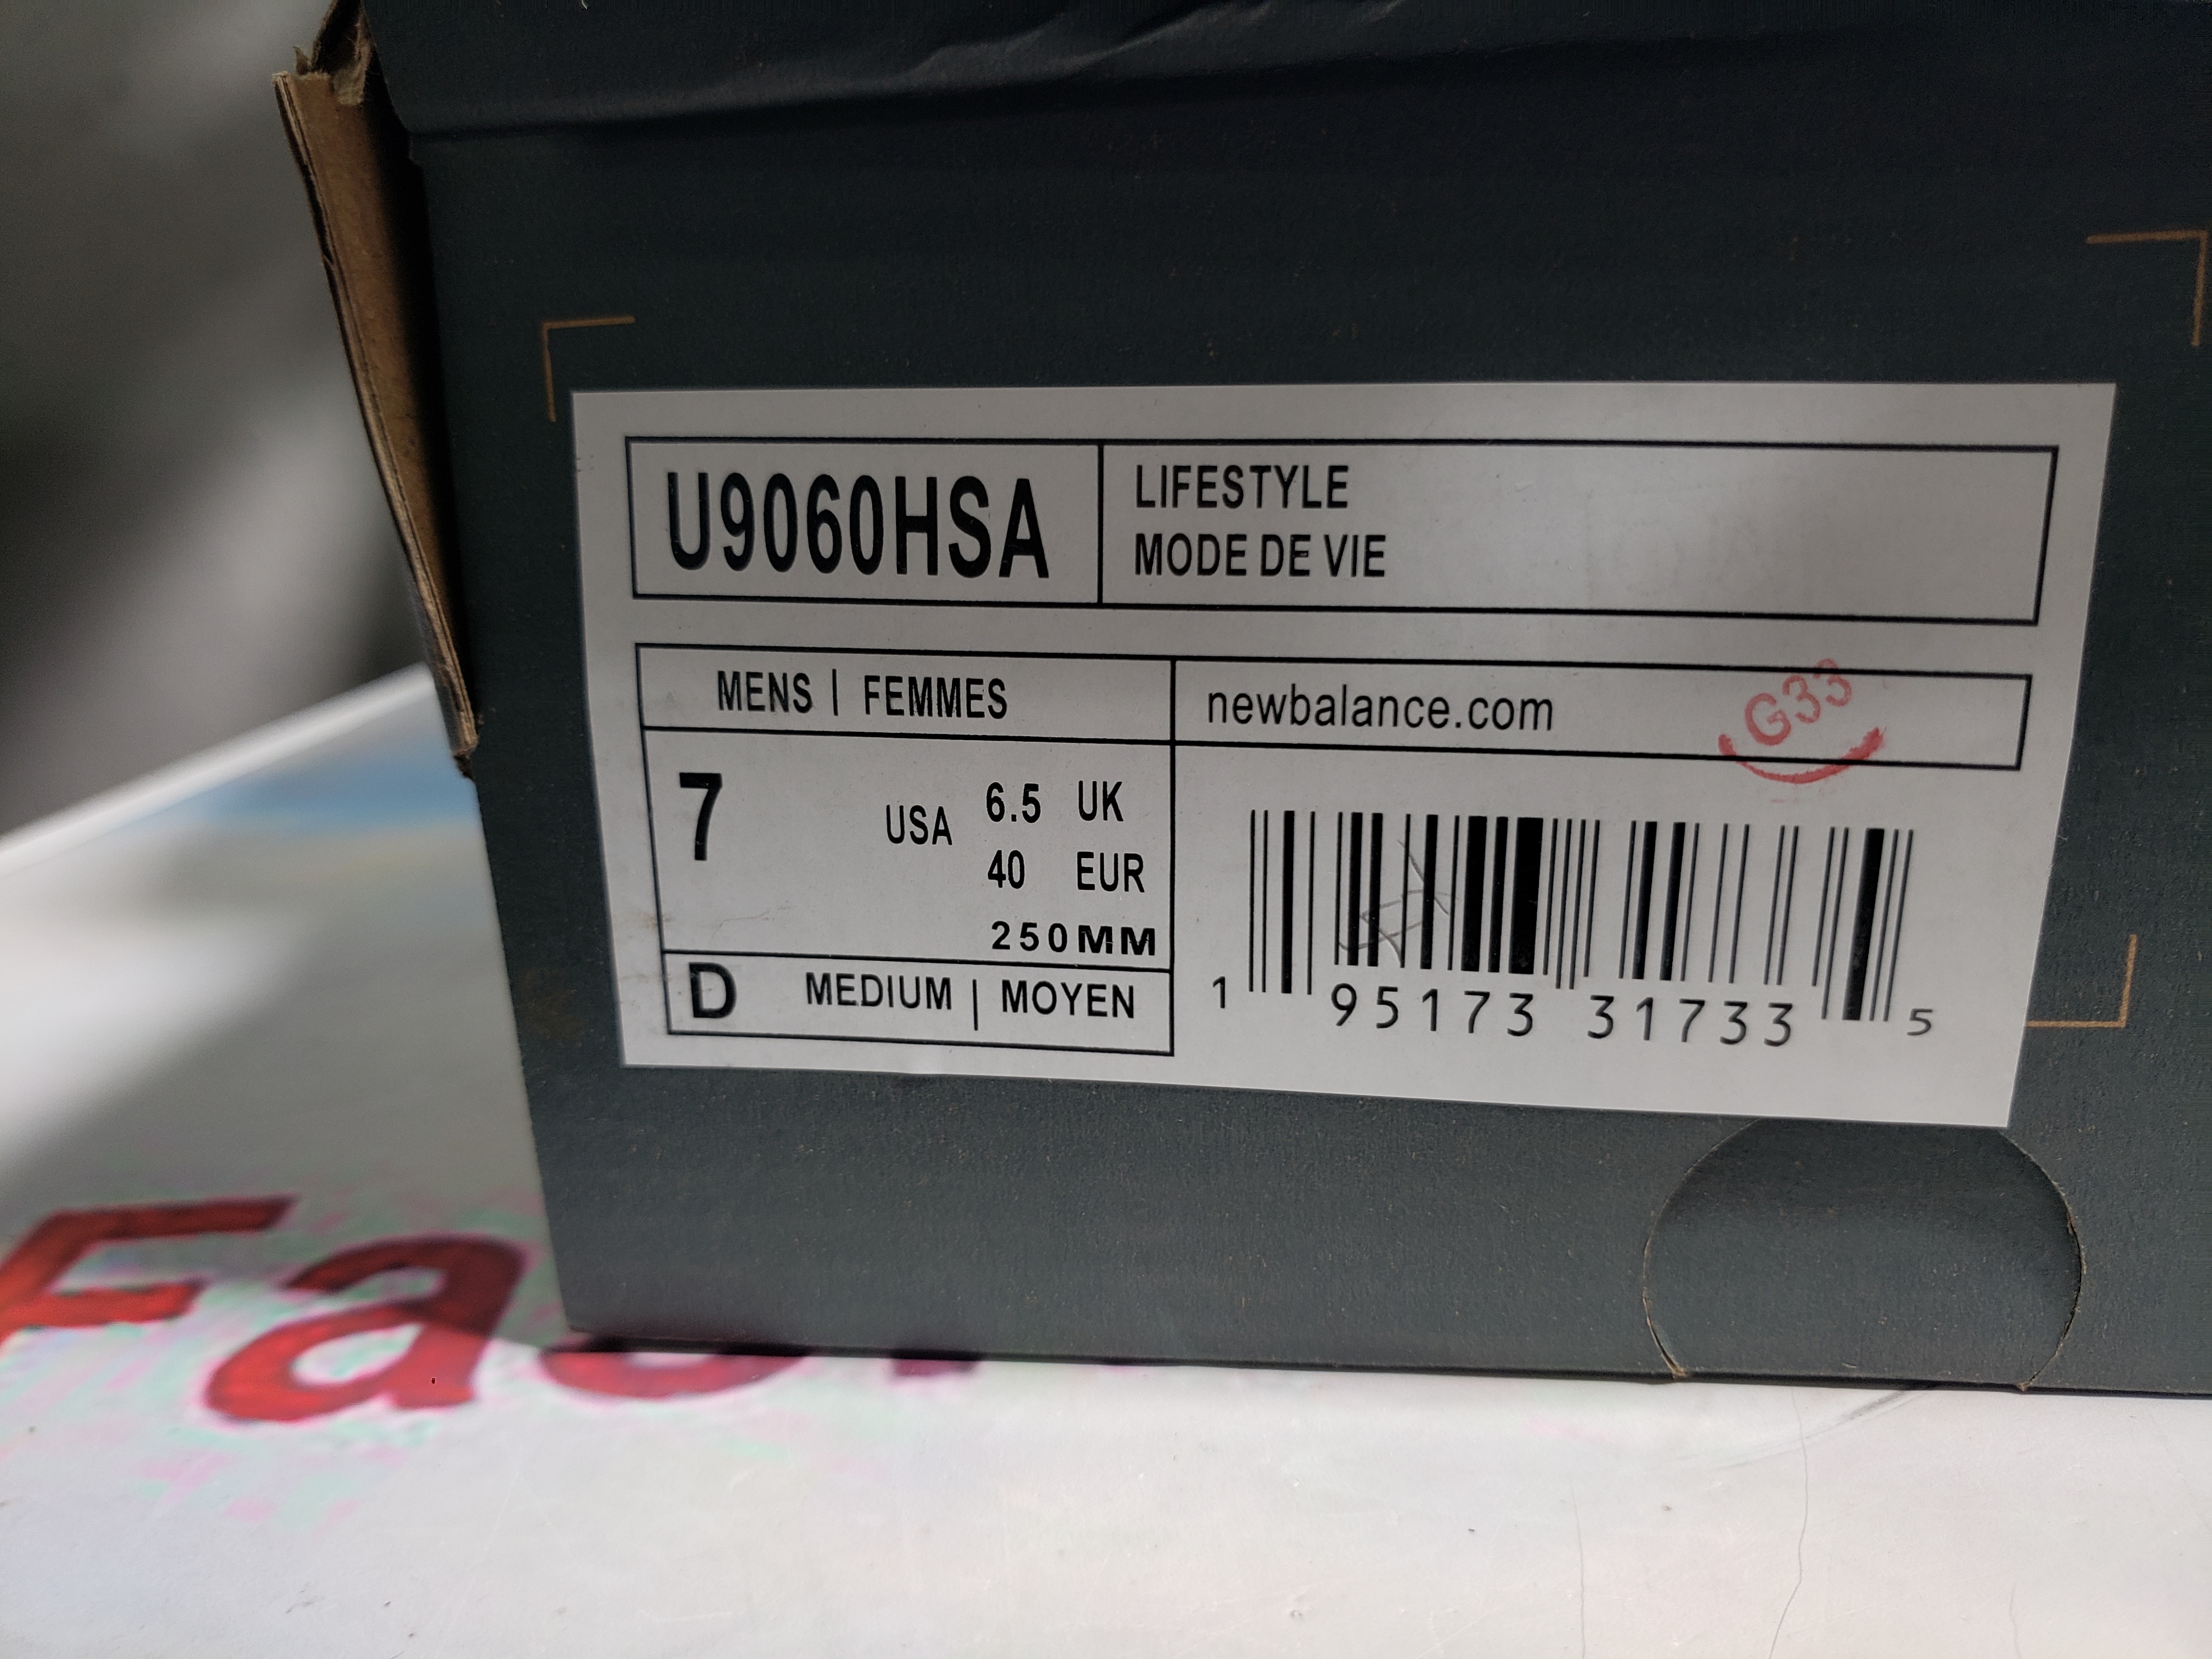 U9060HSA
LIFESTYLE
MODE DE VIE
MENS | FEMMES
newbalance.com
G33
7 USA 6.5 UK
40 EUR
250MM
D MEDIUM | MOYEN
1 95173 31733 5